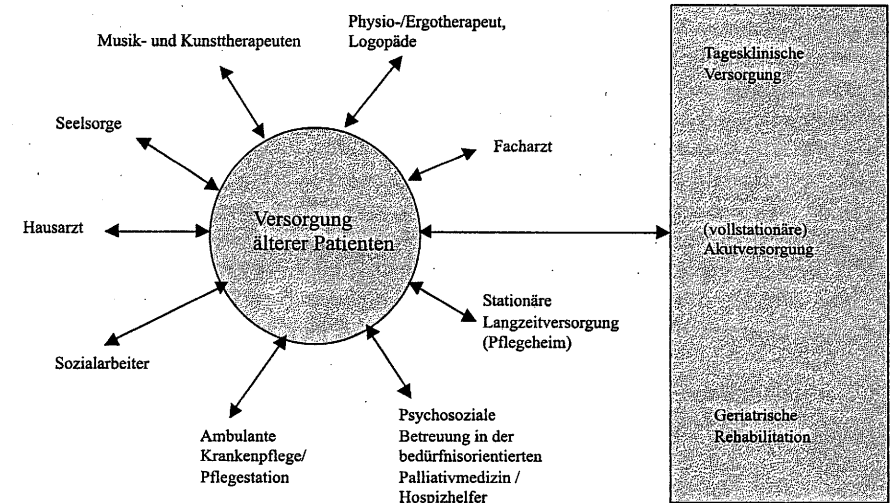 Physio-/Ergotherapeut,
Logopäde
Musik- und Kunsttherapeuten
Tagesklinische
Versorgung
Seelsorge
Facharzt
Versorgung
älterer Patienten
Hausarzt
(vollstationäre)
Akutversorgung
Stationäre
Langzeitversorgung
(Pflegeheim)
Sozialarbeiter
Ambulante
Krankenpflege/
Pflegestation
Psychosoziale
Betreuung in der
bedürfnisorientierten
Palliativmedizin /
Hospizhelfer
Geriatrische
Rehabilitation